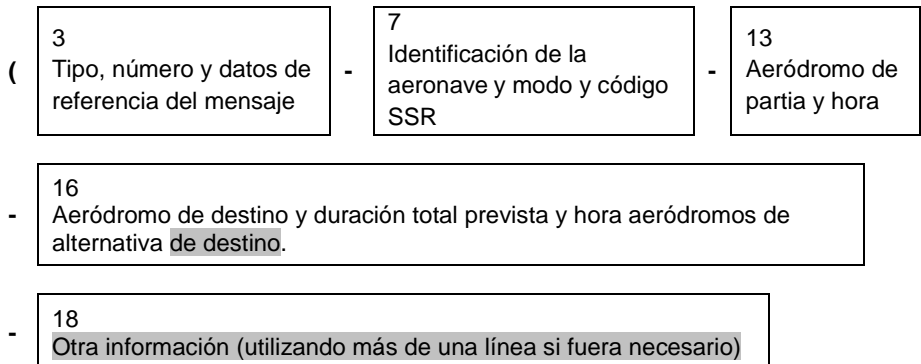 (
3
Tipo, número y datos de
referencia del mensaje
-
7
Identificación de la
aeronave y modo y código
SSR
-
13
Aeródromo de
partia y hora
-
16
Aeródromo de destino y duración total prevista y hora aeródromos de
alternativa de destino.
-
18
Otra información (utilizando más de una línea si fuera necesario)